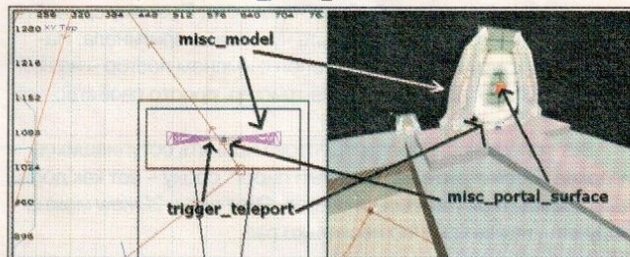 256 320 384 448 512 576 640 704 76
XY Top
1280
misc_model
1216
1152
1088
1024
trigger_teleport
misc_portal_surface
960
896